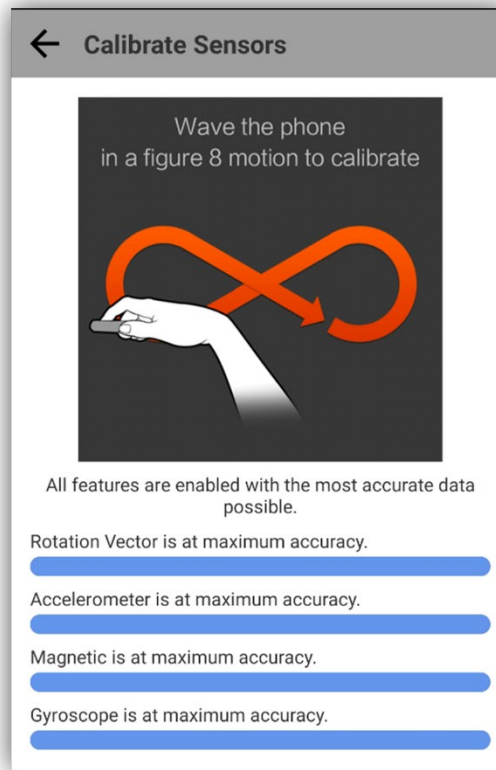 Calibrate Sensors
Wave the phone
in a figure 8 motion to calibrate
All features are enabled with the most accurate data
possible.
Rotation Vector is at maximum accuracy.
Accelerometer is at maximum accuracy.
Magnetic is at maximum accuracy.
Gyroscope is at maximum accuracy.